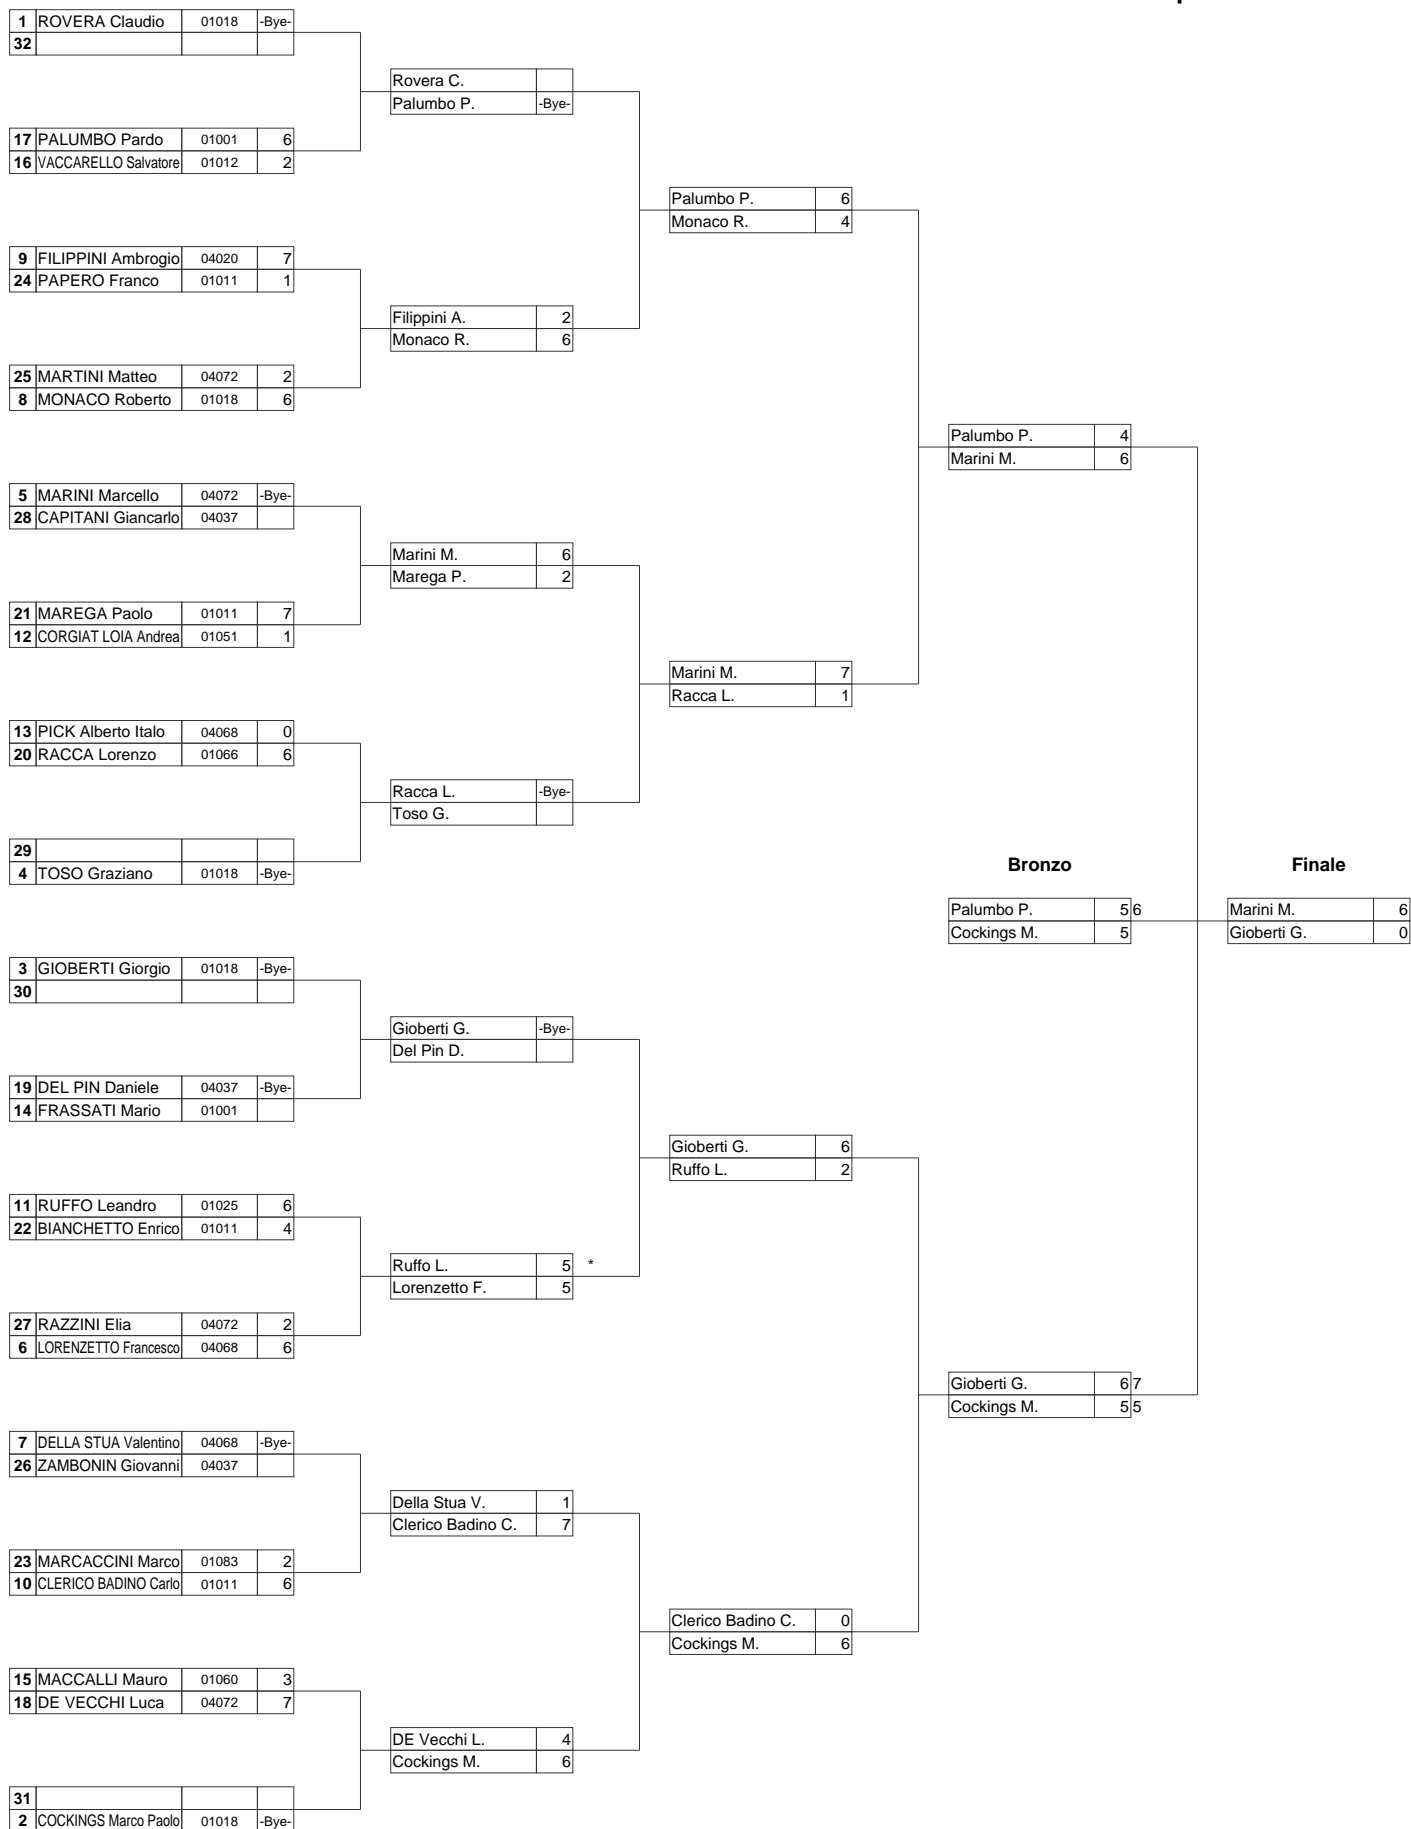 1 ROVERA Claudio 01018 -Bye-
32
Rovera C.
Palumbo P. -Bye-
17 PALUMBO Pardo 01001 6
16 VACCARELLO Salvatore 01012 2
Palumbo P. 6
Monaco R. 4
9 FILIPPINI Ambrogio 04020 7
24 PAPERO Franco 01011 1
Filippini A. 2
Monaco R. 6
25 MARTINI Matteo 04072 2
8 MONACO Roberto 01018 6
Palumbo P. 4
Marini M. 6
5 MARINI Marcello 04072 -Bye-
28 CAPITANI Giancarlo 04037
Marini M. 6
Marega P. 2
21 MAREGA Paolo 01011 7
12 CORGIAT LOIA Andrea 01051 1
Marini M. 7
Racca L. 1
13 PICK Alberto Italo 04068 0
20 RACCA Lorenzo 01066 6
Racca L. -Bye-
Toso G.
29
4 TOSO Graziano 01018 -Bye-
Bronzo Finale
Palumbo P. 5 6 Marini M. 6
Cockings M. 5 Gioberti G. 0
3 GIOBERTI Giorgio 01018 -Bye-
30
Gioberti G. -Bye-
Del Pin D.
19 DEL PIN Daniele 04037 -Bye-
14 FRASSATI Mario 01001
Gioberti G. 6
Ruffo L. 2
11 RUFFO Leandro 01025 6
22 BIANCHETTO Enrico 01011 4
Ruffo L. 5 *
Lorenzetto F. 5
27 RAZZINI Elia 04072 2
6 LORENZETTO Francesco 04068 6
Gioberti G. 6 7
Cockings M. 5 5
7 DELLA STUA Valentino 04068 -Bye-
26 ZAMBONIN Giovanni 04037
Della Stua V. 1
Clerico Badino C. 7
23 MARCACCINI Marco 01083 2
10 CLERICO BADINO Carlo 01011 6
Clerico Badino C. 0
Cockings M. 6
15 MACCALLI Mauro 01060 3
18 DE VECCHI Luca 04072 7
DE Vecchi L. 4
Cockings M. 6
31
2 COCKINGS Marco Paolo 01018 -Bye-